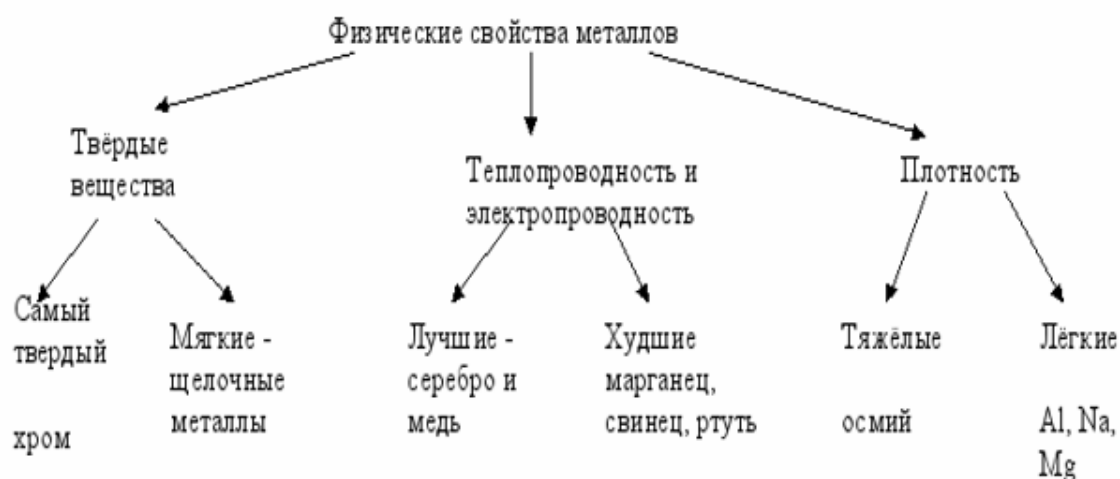 Физические свойства металлов
Твёрдые
вещества
Теплопроводность и
электропроводность
Плотность
Самый
твердый
хром
Мягкие -
щелочные
металлы
Лучшие -
серебро и
медь
Худшие
марганец,
свинец, ртуть
Тяжёлые
осмий
Лёгкие
Al, Na,
Mg